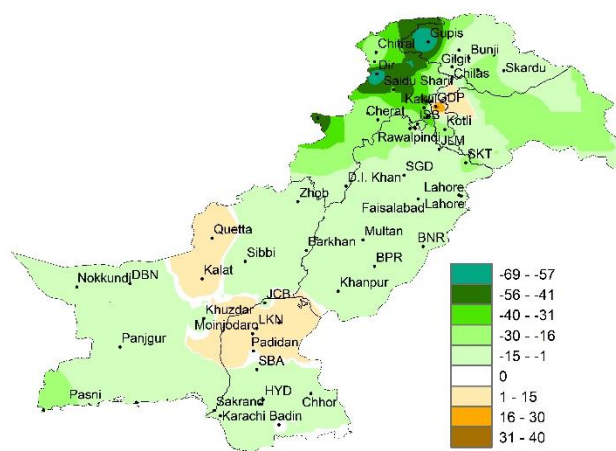 Gupis
Chitral
Bunji
Gilgit
Dir
Skardu
Chilas
Saidu Sharif
Kakul
GDP
Cherat
ISB
Kotli
Rawalpindi
JLM
SKT
SGD
D.I. Khan
Zhob
Lahore
Lahore
Faisalabad
Quetta
Multan
BNR
Barkhan
Sibbi
BPR
Kalat
DBN
Nokkundi
Khanpur
JCB
Khuzdar
LKN
Moinjodaro
Panjgur
Padidan
SBA
Pasni
HYD
Chhor
Sakrand
Karachi
Badin
-69 - -57
-56 - -41
-40 - -31
-30 - -16
-15 - -1
0
1 - 15
16 - 30
31 - 40